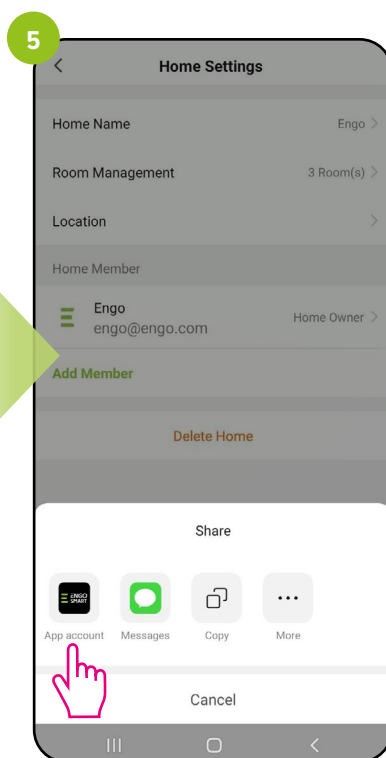 5
Home Settings
Home Name Engo
Room Management 3 Room(s)
Location
Home Member
Engo
engo@engo.com
Home Owner
Add Member
Delete Home
Share
ENGO
SMART
App account Messages Copy More
Cancel